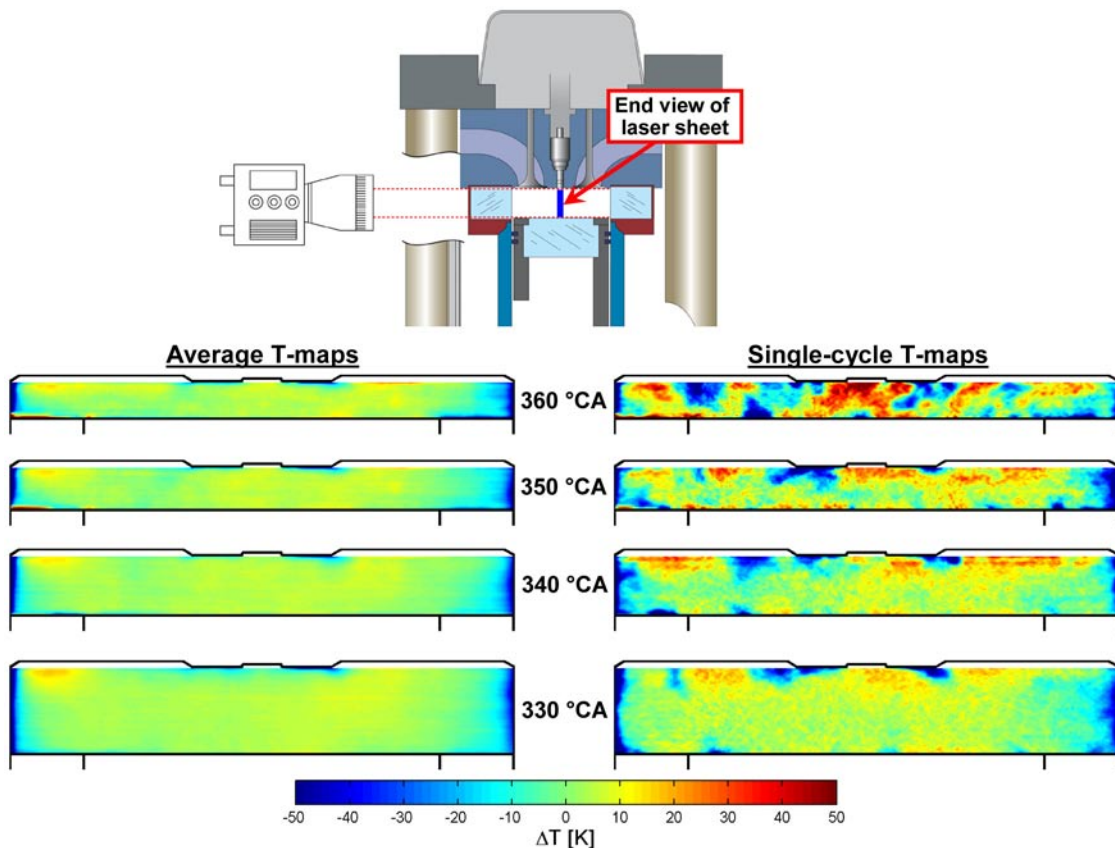 End view of
laser sheet
Average T-maps
Single-cycle T-maps
360 °CA
350 °CA
340 °CA
330 °CA
-50 -40 -30 -20 -10 0 10 20 30 40 50
ΔT [K]